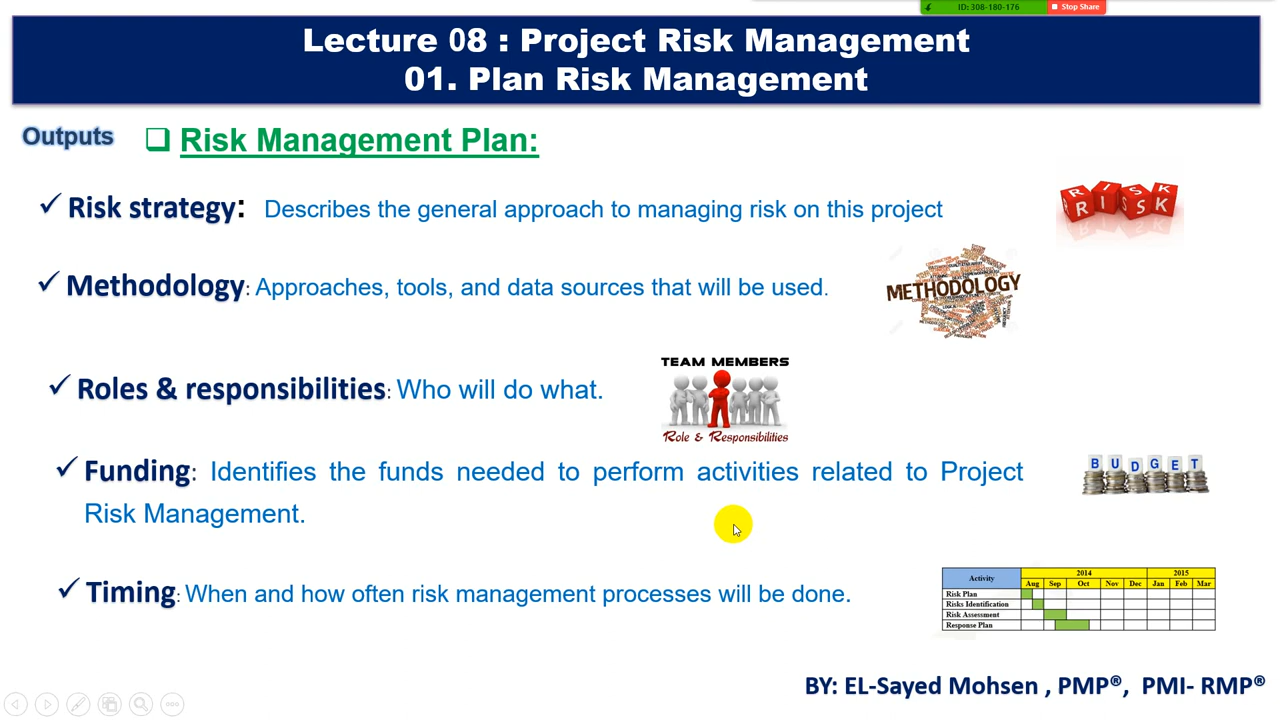 ID: 308-180-176 Stop Share
Lecture 08 : Project Risk Management
01. Plan Risk Management
Outputs
❑ Risk Management Plan:
✓ Risk strategy: Describes the general approach to managing risk on this project
RISK
✓ Methodology: Approaches, tools, and data sources that will be used.
METHODOLOGY
TEAM MEMBERS
✓ Roles & responsibilities: Who will do what.
Role & Responsibilities
✓ Funding: Identifies the funds needed to perform activities related to Project
Risk Management.
BUDGET
✓ Timing: When and how often risk management processes will be done.
Activity 2014 2015
Aug Sep Oct Nov Dec Jan Feb Mar
Risk Plan
Risks Identification
Risk Assessment
Response Plan
BY: EL-Sayed Mohsen , PMP®, PMI- RMP®